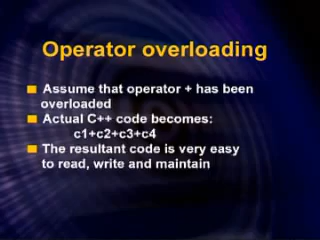 Operator overloading
Assume that operator + has been
overloaded
Actual C++ code becomes:
c1+c2+c3+c4
The resultant code is very easy
to read, write and maintain